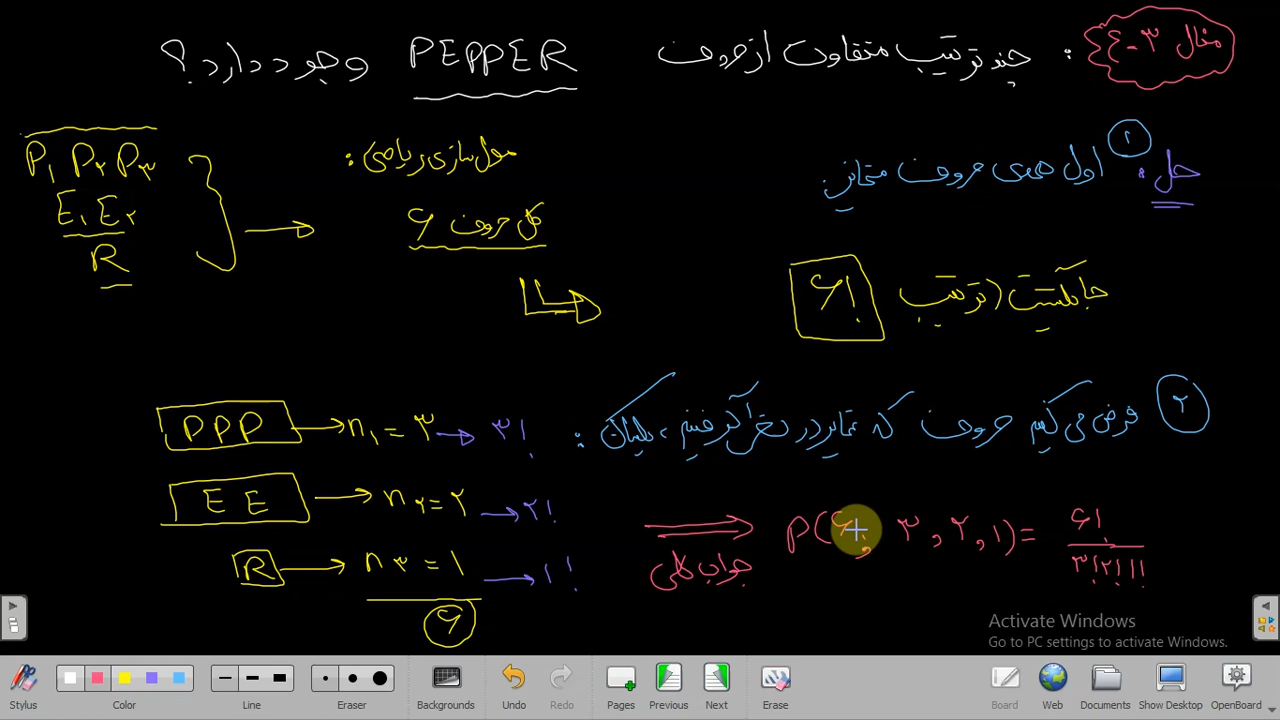 مثال ۳-۴ :
چند ترتیب متفاوت از حروف PEPPER وجود دارد؟
P۱ P۲ P۳
E۱ E۲
R
مدل‌سازی ریاضی :
کل حروف ۶
حل :
۱ اول همه‌ی حروف متمایز
جایگشت (ترتیب ۶!
۲ فرض می‌کنیم حروف که تمایز در نظر گرفتیم، یکسان :
PPP → n۱ = ۳ → ۳!
EE → n۲ = ۲ → ۲!
R → n۳ = ۱ → ۱!
۶
جواب کلی
P(۶; ۳, ۲, ۱) = ۶! / ۳!۲!۱!
Activate Windows
Go to PC settings to activate Windows.
Stylus Color Line Eraser Backgrounds Undo Redo Pages Previous Next Erase Board Web Documents Show Desktop OpenBoard